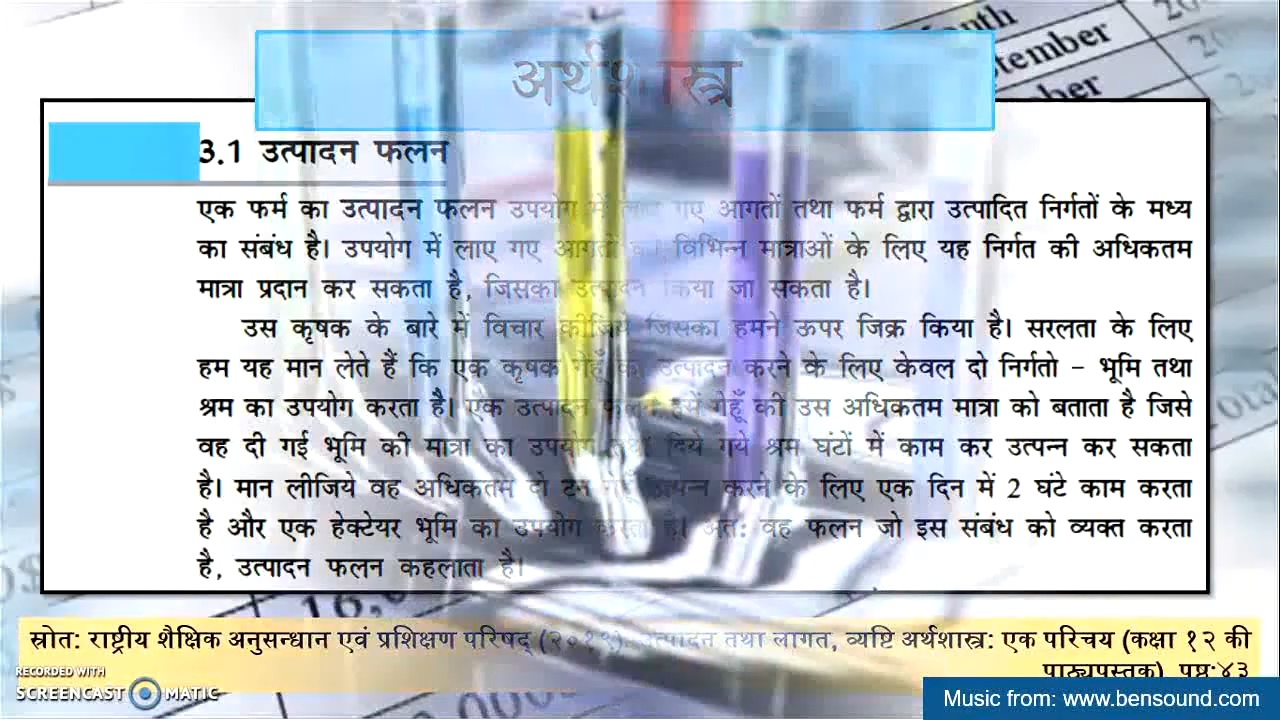 अर्थशास्त्र
3.1 उत्पादन फलन
एक फर्म का उत्पादन फलन उपयोग में लाए गए आगतों तथा फर्म द्वारा उत्पादित निर्गतों के मध्य
का संबंध है। उपयोग में लाए गए आगतों की विभिन्न मात्राओं के लिए यह निर्गत की अधिकतम
मात्रा प्रदान कर सकता है, जिसका उत्पादन किया जा सकता है।
उस कृषक के बारे में विचार कीजिये जिसका हमने ऊपर जिक्र किया है। सरलता के लिए
हम यह मान लेते हैं कि एक कृषक गेहूँ का उत्पादन करने के लिए केवल दो निर्गतो – भूमि तथा
श्रम का उपयोग करता है। एक उत्पादन फलन हमें गेहूँ की उस अधिकतम मात्रा को बताता है जिसे
वह दी गई भूमि की मात्रा का उपयोग तथा दिये गये श्रम घंटों में काम कर उत्पन्न कर सकता
है। मान लीजिये वह अधिकतम दो टन गेहूँ उत्पन्न करने के लिए एक दिन में 2 घंटे काम करता
है और एक हेक्टेयर भूमि का उपयोग करता है। अतः वह फलन जो इस संबंध को व्यक्त करता
है, उत्पादन फलन कहलाता है।
स्रोत: राष्ट्रीय शैक्षिक अनुसन्धान एवं प्रशिक्षण परिषद् (२०१९). उत्पादन तथा लागत, व्यष्टि अर्थशास्त्र: एक परिचय (कक्षा १२ की
पाठ्यपुस्तक) पृष्ठ:४३
RECORDED WITH
SCREENCAST MATIC
Music from: www.bensound.com